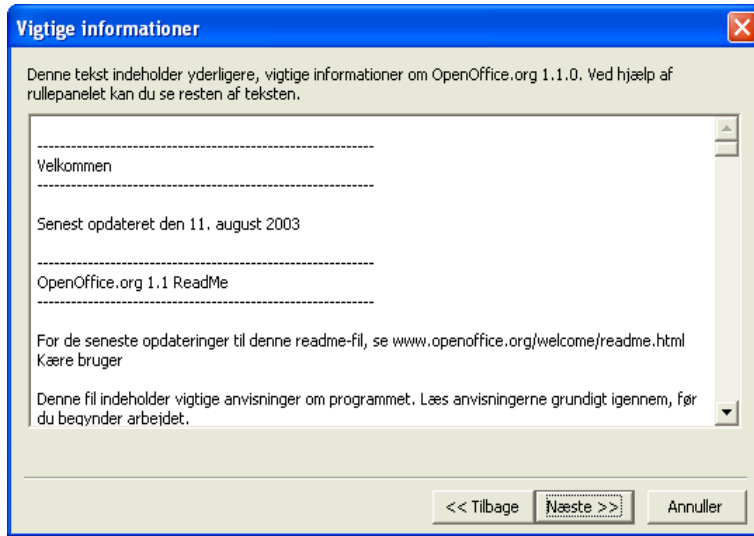 Vigtige informationer
Denne tekst indeholder yderligere, vigtige informationer om OpenOffice.org 1.1.0. Ved hjælp af
rullepanelet kan du se resten af teksten.
------------------------------------------------------------
Velkommen
------------------------------------------------------------
Senest opdateret den 11. august 2003
------------------------------------------------------------
OpenOffice.org 1.1 ReadMe
------------------------------------------------------------
For de seneste opdateringer til denne readme-fil, se www.openoffice.org/welcome/readme.html
Kære bruger
Denne fil indeholder vigtige anvisninger om programmet. Læs anvisningerne grundigt igennem, før
du begynder arbejdet.
<< Tilbage
Næste >>
Annuller